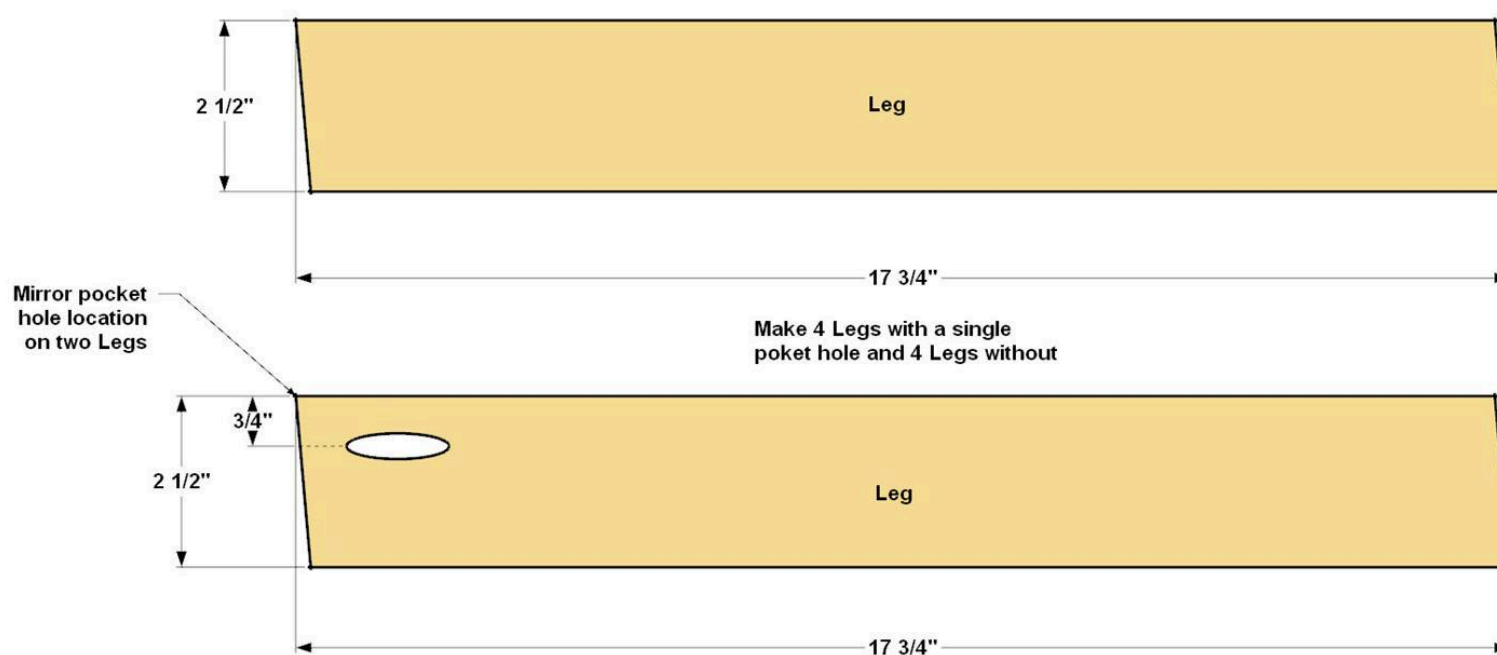 2 1/2"
Leg
17 3/4"
Mirror pocket
hole location
on two Legs
Make 4 Legs with a single
poket hole and 4 Legs without
3/4"
2 1/2"
Leg
17 3/4"